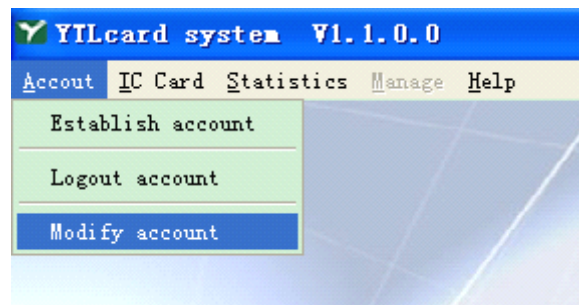 YTLcard system V1.1.0.0
Accout IC Card Statistics Manage Help
Establish account
Logout account
Modify account